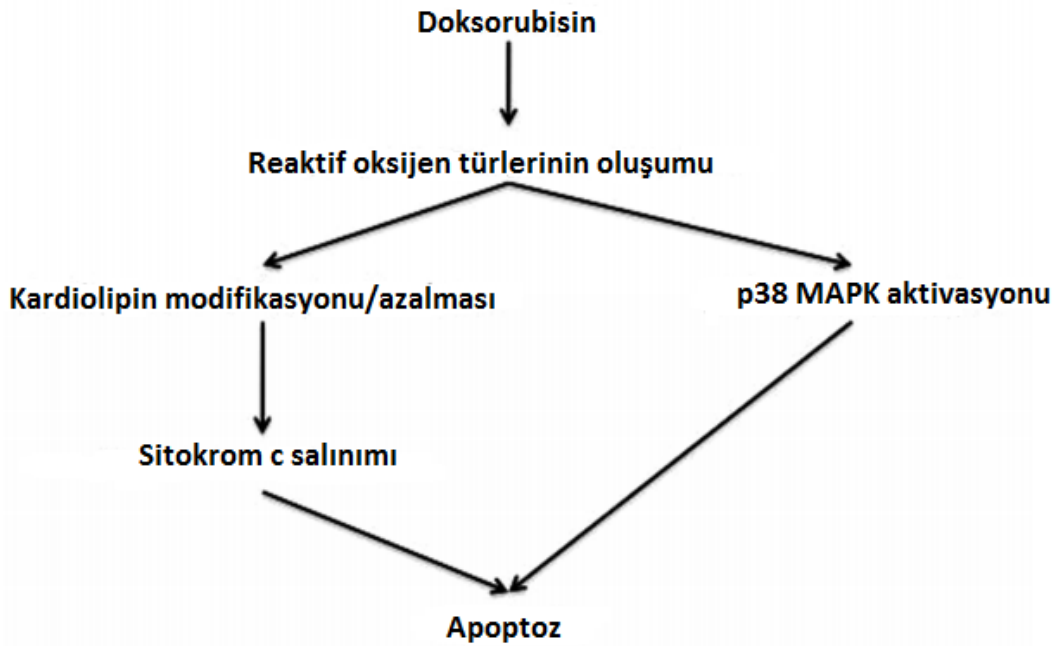 Doksorubisin
Reaktif oksijen türlerinin oluşumu
Kardiolipin modifikasyonu/azalması
p38 MAPK aktivasyonu
Sitokrom c salınımı
Apoptoz